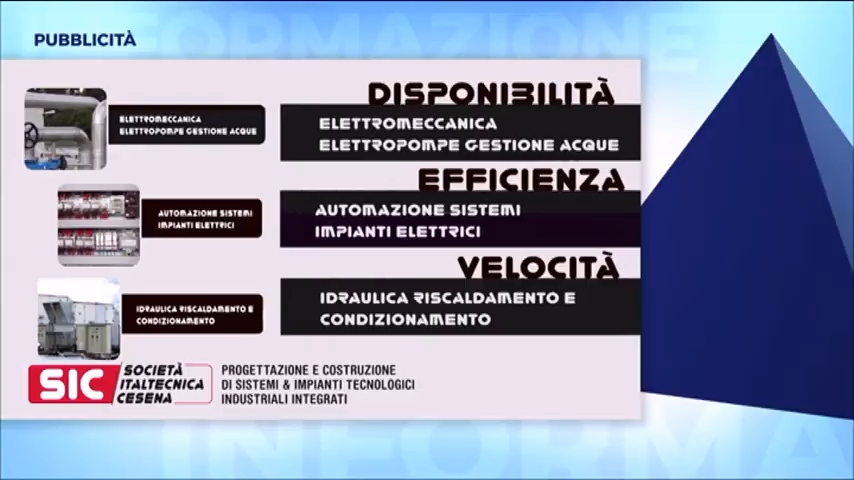 INFORMAZIONE
PUBBLICITÀ
DISPONIBILITÀ
ELETTROMECCANICA
ELETTROPOMPE GESTIONE ACQUE
ELETTROMECCANICA
ELETTROPOMPE GESTIONE ACQUE
EFFICIENZA
AUTOMAZIONE SISTEMI
IMPIANTI ELETTRICI
AUTOMAZIONE SISTEMI
IMPIANTI ELETTRICI
VELOCITÀ
IDRAULICA RISCALDAMENTO E
CONDIZIONAMENTO
IDRAULICA RISCALDAMENTO E
CONDIZIONAMENTO
SIC
SOCIETÀ
ITALTECNICA
CESENA
PROGETTAZIONE E COSTRUZIONE
DI SISTEMI & IMPIANTI TECNOLOGICI
INDUSTRIALI INTEGRATI
INFORMA